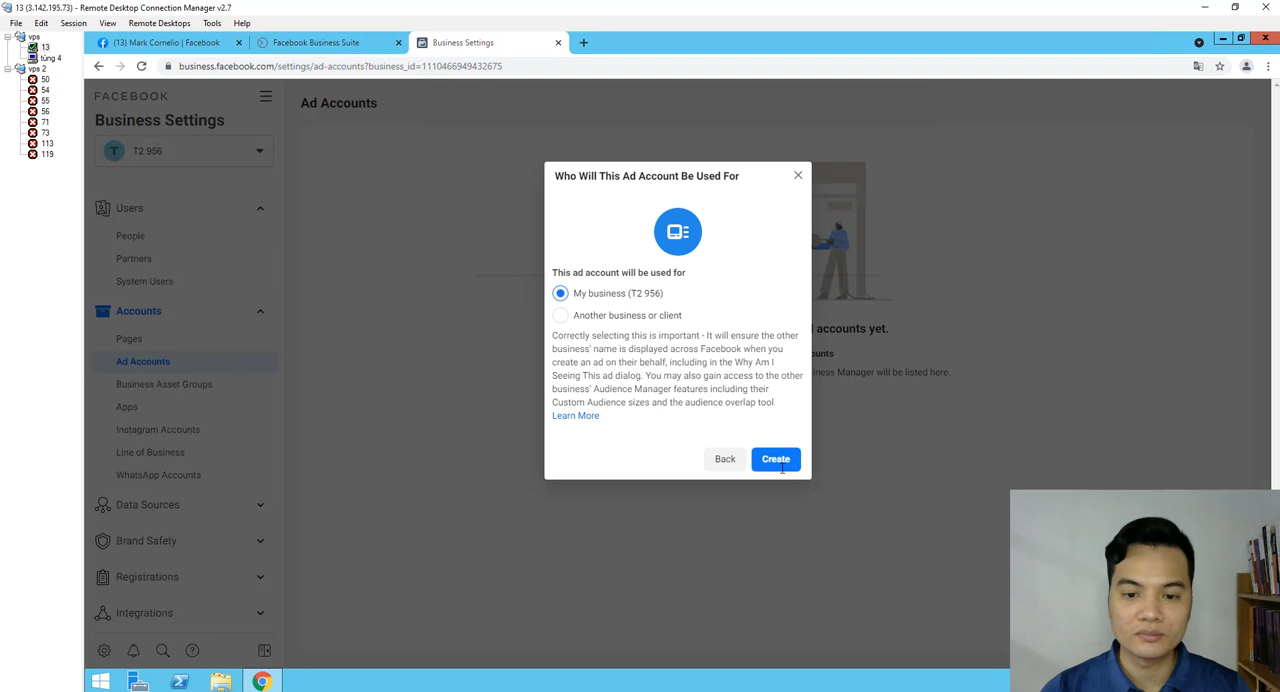 13 (3.142.195.73) - Remote Desktop Connection Manager v2.7
File Edit Session View Remote Desktops Tools Help
vps
13
tùng 4
vps 2
50
54
55
56
71
73
113
119
(13) Mark Cornelio | Facebook
Facebook Business Suite
Business Settings
business.facebook.com/settings/ad-accounts?business_id=1110466949432675
FACEBOOK
Business Settings
T T2 956
Users
People
Partners
System Users
Accounts
Pages
Ad Accounts
Business Asset Groups
Apps
Instagram Accounts
Line of Business
WhatsApp Accounts
Data Sources
Brand Safety
Registrations
Integrations
Ad Accounts
accounts yet.
ounts
iness Manager will be listed here.
Who Will This Ad Account Be Used For
This ad account will be used for
My business (T2 956)
Another business or client
Correctly selecting this is important - It will ensure the other
business' name is displayed across Facebook when you
create an ad on their behalf, including in the Why Am I
Seeing This ad dialog. You may also gain access to the other
business' Audience Manager features including their
Custom Audience sizes and the audience overlap tool
Learn More
Back Create